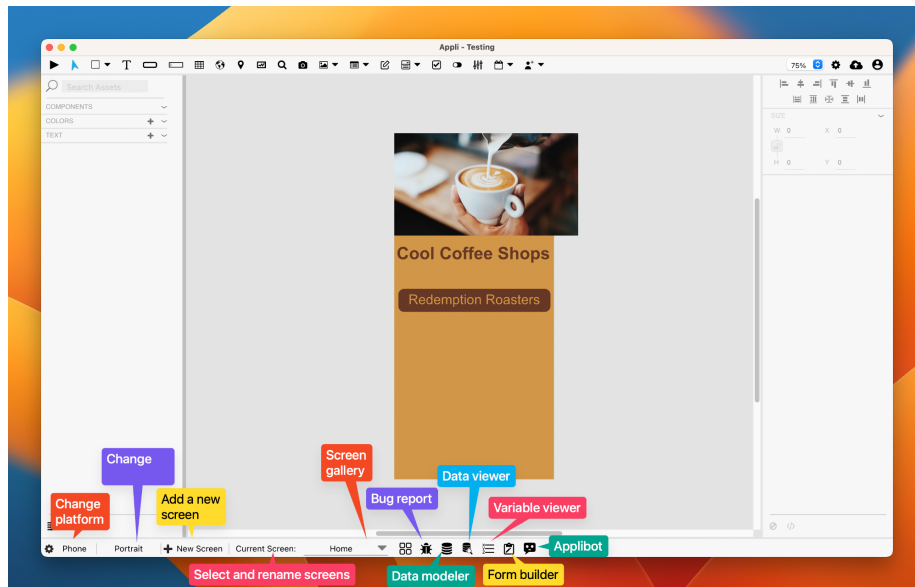 Appli - Testing
75%
Search Assets
COMPONENTS
COLORS
TEXT
SIZE
W 0 X 0
H 0 Y 0
Cool Coffee Shops
Redemption Roasters
Change
Screen
gallery
Data viewer
Bug report
Add a new
screen
Change
platform
Variable viewer
Applibot
Phone
Portrait
New Screen
Current Screen:
Home
Select and rename screens
Data modeler
Form builder